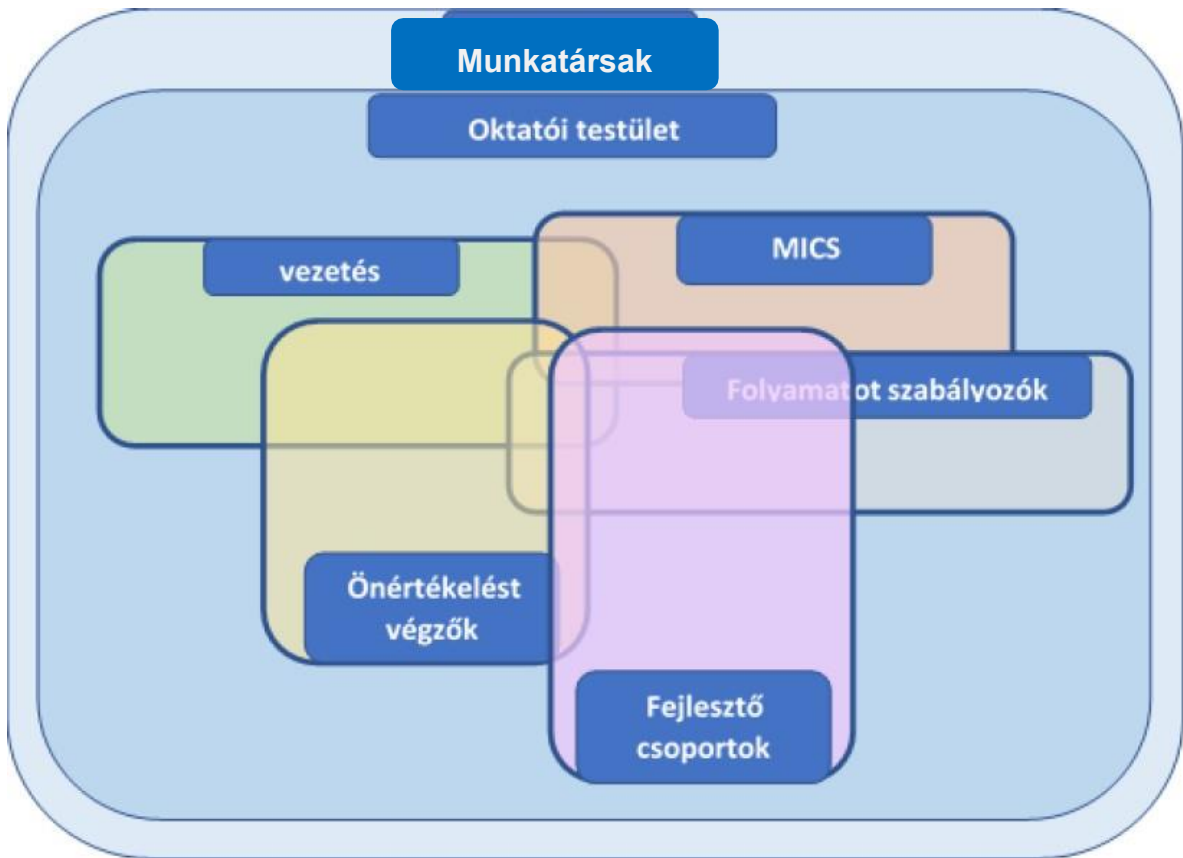 Munkatársak
Oktatói testület
vezetés
MICS
Folyamatot szabályozók
Önértékelést
végzők
Fejlesztő
csoportok